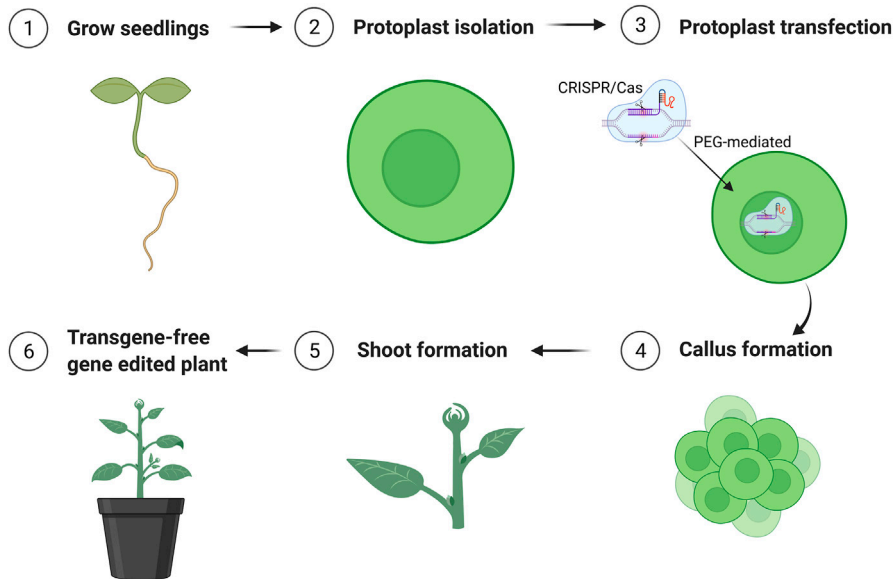 1 Grow seedlings
2 Protoplast isolation
3 Protoplast transfection
CRISPR/Cas
PEG-mediated
4 Callus formation
5 Shoot formation
6 Transgene-free
gene edited plant